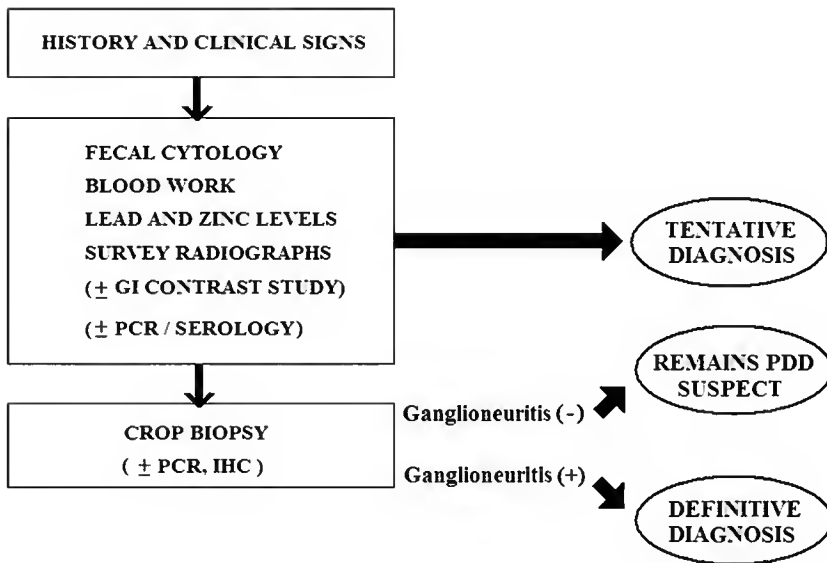 HISTORY AND CLINICAL SIGNS
FECAL CYTOLOGY
BLOOD WORK
LEAD AND ZINC LEVELS
SURVEY RADIOGRAPHS
(± GI CONTRAST STUDY)
(± PCR / SEROLOGY)
TENTATIVE
DIAGNOSIS
CROP BIOPSY
( ± PCR, IHC )
Ganglioneuritis (-)
REMAINS PDD
SUSPECT
Ganglioneuritis (+)
DEFINITIVE
DIAGNOSIS